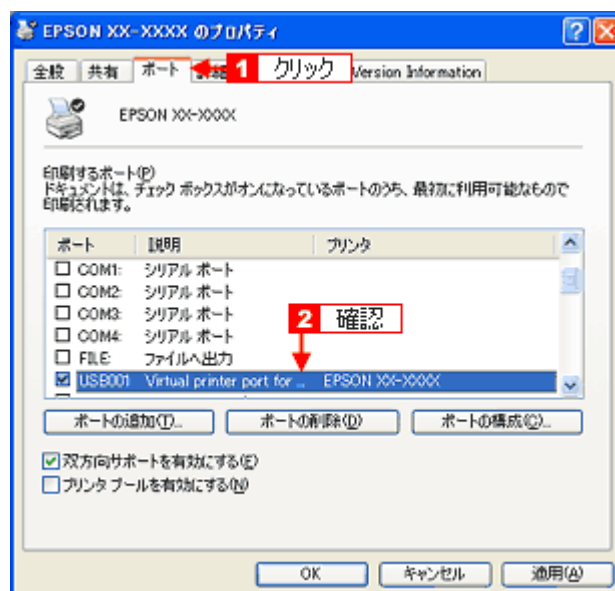 EPSON XX-XXXX のプロパティ
全般 共有 ポート 1 クリック Version Information
EPSON XX-XXXX
印刷するポート(P)
ドキュメントは、チェック ボックスがオンになっているポートのうち、最初に利用可能なもので
印刷されます。
ポート 説明 プリンタ
COM1: シリアル ポート
COM2: シリアル ポート
COM3: シリアル ポート
COM4: シリアル ポート
2 確認
FILE: ファイルへ出力
USB001 Virtual printer port for ... EPSON XX-XXXX
ポートの追加(T)... ポートの削除(D) ポートの構成(C)...
双方向サポートを有効にする(E)
プリンタ プールを有効にする(N)
OK キャンセル 適用(A)